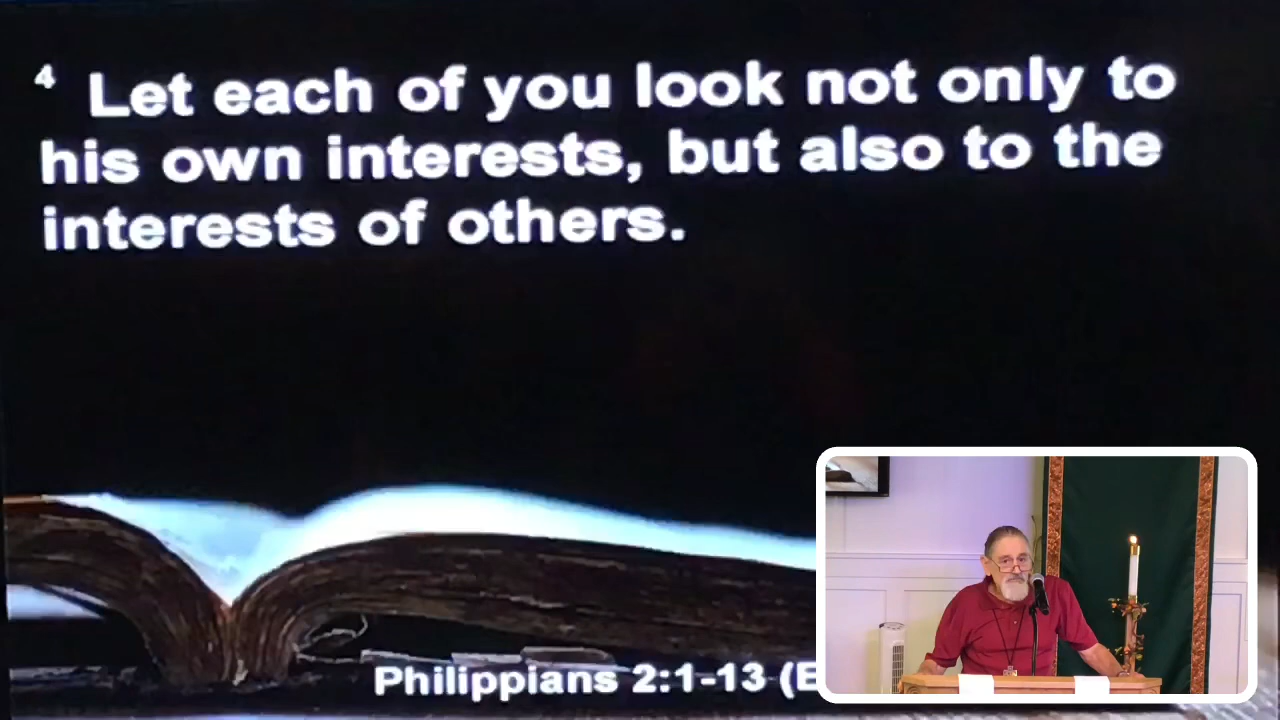 4 Let each of you look not only to
his own interests, but also to the
interests of others.
Philippians 2:1-13 (E